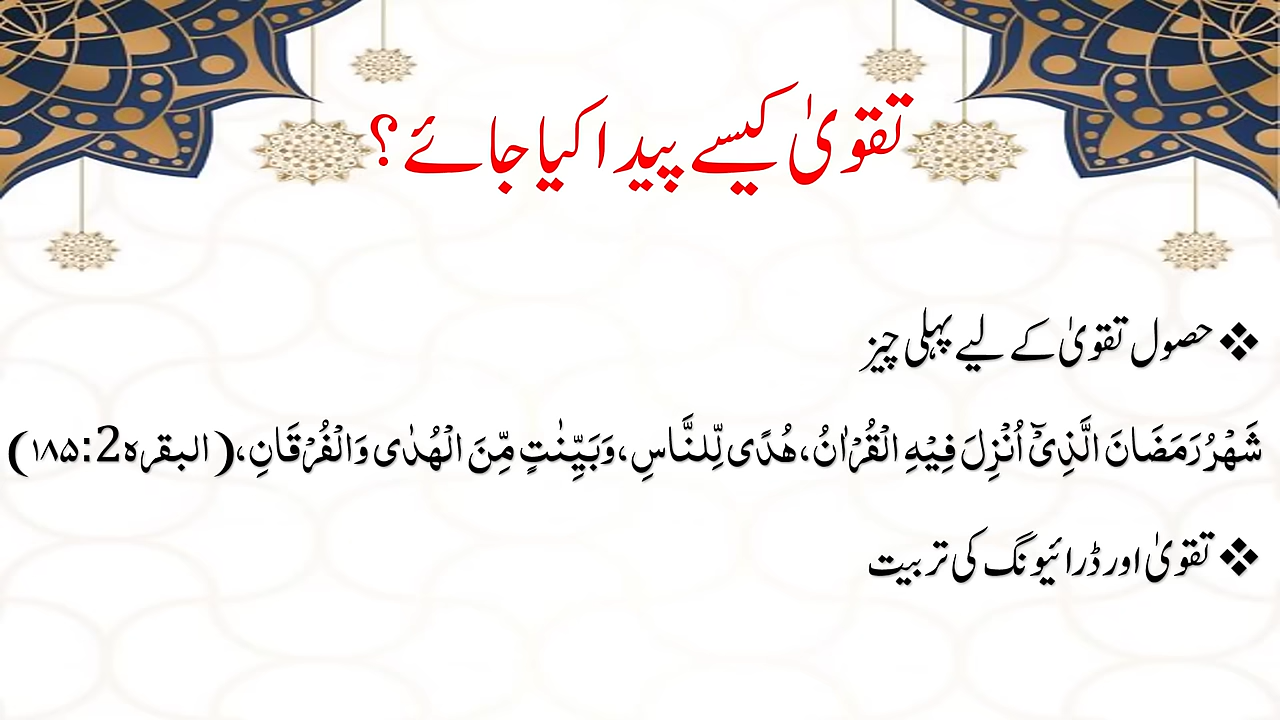 تقویٰ کیسے پیدا کیا جائے؟
❖ حصول تقویٰ کے لیے پہلی چیز
شَهْرُ رَمَضَانَ الَّذِیْۤ اُنْزِلَ فِیْهِ الْقُرْاٰنُ، هُدًی لِّلنَّاسِ، وَبَیِّنٰتٍ مِّنَ الْهُدٰی وَالْفُرْقَانِ، (البقرہ 2:۱۸۵)
❖ تقویٰ اور ڈرائیونگ کی تربیت